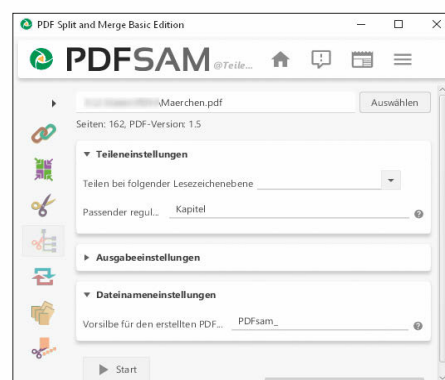 PDF Split and Merge Basic Edition
PDFSAM @Teile...
\Maerchen.pdf Auswählen
Seiten: 162, PDF-Version: 1.5
Teileneinstellungen
Teilen bei folgender Lesezeichenebene
Passender regul... Kapitel
Ausgabeeinstellungen
Dateinameneinstellungen
Vorsilbe für den erstellten PDF... PDFsam_
Start